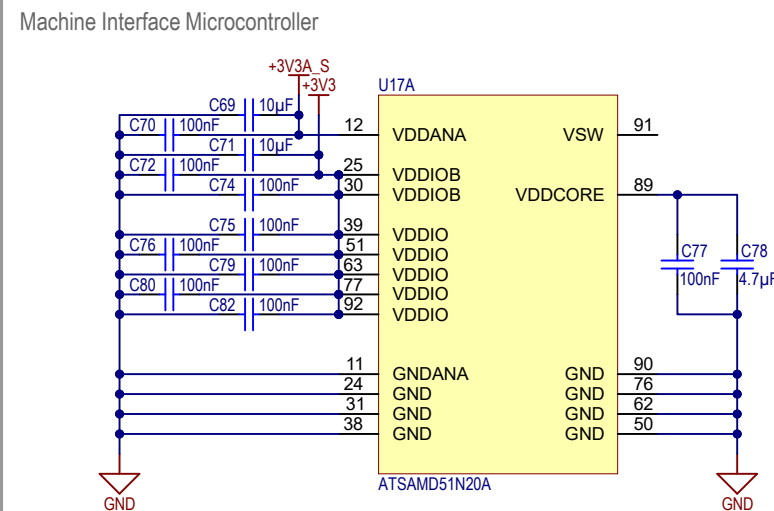 Machine Interface Microcontroller
+3V3A_S
+3V3
U17A
C69 10µF
C70 100nF
12 VDDANA
VSW 91
C71 10µF
C72 100nF
25 VDDIOB
C74 100nF
30 VDDIOB
VDDCORE 89
C75 100nF
39 VDDIO
C76 100nF
51 VDDIO
C79 100nF
63 VDDIO
C80 100nF
77 VDDIO
C82 100nF
92 VDDIO
C77
100nF
C78
4.7µF
11 GNDANA
GND 90
24 GND
GND 76
31 GND
GND 62
38 GND
GND 50
ATSAMD51N20A
GND
GND